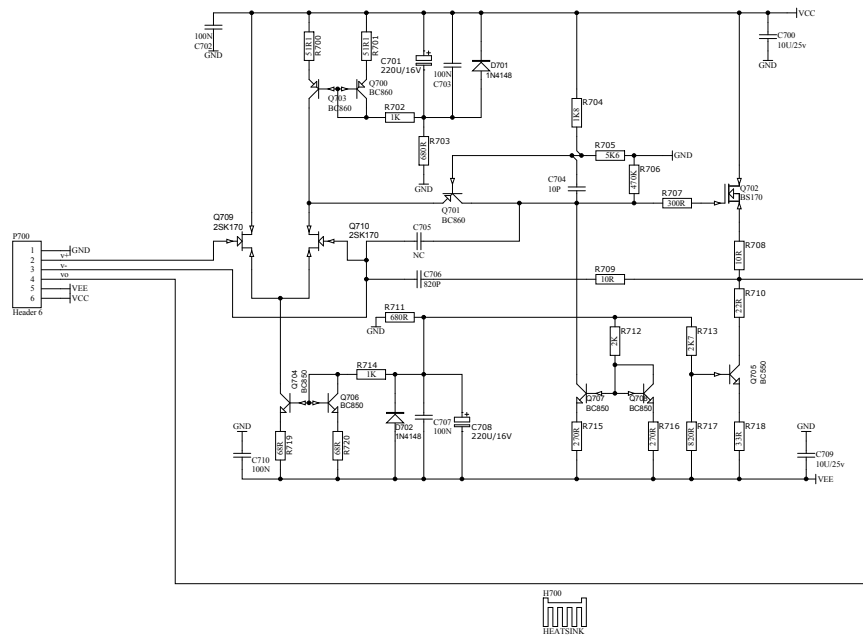 VCC
100N
C702
GND
51R1
R700
51R1
R701
C701
220U/16V
100N
C703
D701
1N4148
C700
10U/25v
GND
Q703
BC860
Q700
BC860
R702
1K
R704
1K8
R703
680R
GND
R705
5K6
GND
R706
470K
C704
10P
Q701
BC860
R707
300R
Q702
BS170
Q709
2SK170
Q710
2SK170
C705
NC
R708
10R
P700
1
2
3
4
5
6
Header 6
GND
v+
v-
vo
VEE
VCC
C706
820P
R709
10R
R710
22R
R711
680R
GND
R712
2K
R713
2K7
R714
1K
Q704
BC850
Q706
BC850
Q707
BC850
Q708
BC850
Q705
BC550
D702
1N4148
C707
100N
C708
220U/16V
68R
R719
68R
R720
R715
270R
R716
270R
R717
820R
R718
33R
GND
C710
100N
GND
C709
10U/25v
VEE
H700
HEATSINK